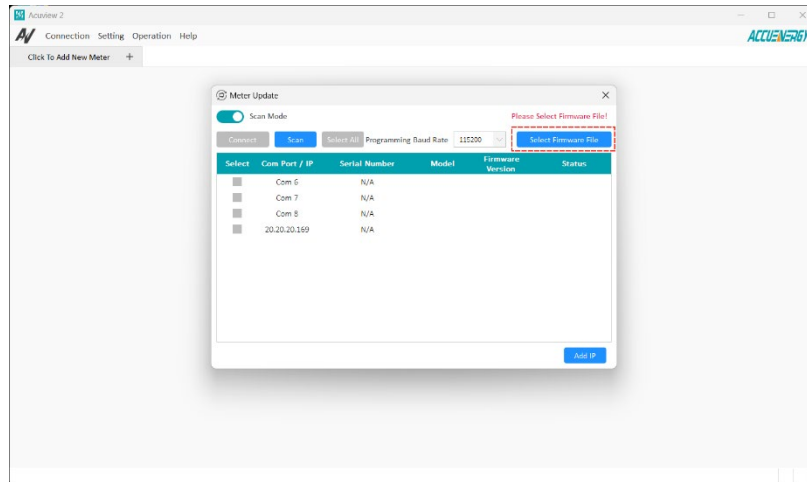 Acuview 2
Connection Setting Operation Help
ACCUENERGY
Click To Add New Meter +
Meter Update
Scan Mode Please Select Firmware File!
Connect Scan Select All Programming Baud Rate 115200 Select Firmware File
Select Com Port / IP Serial Number Model Firmware Version Status
Com 6 N/A
Com 7 N/A
Com 8 N/A
20.20.20.169 N/A
Add IP